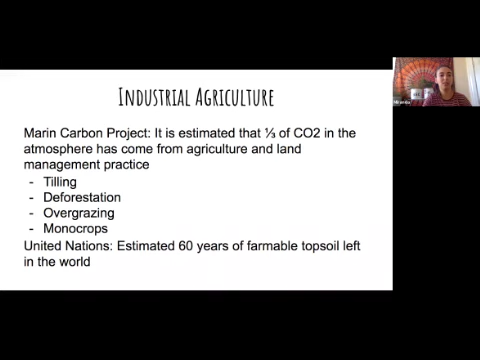 INDUSTRIAL AGRICULTURE
Marin Carbon Project: It is estimated that ⅓ of CO2 in the
atmosphere has come from agriculture and land
management practice
- Tilling
- Deforestation
- Overgrazing
- Monocrops
United Nations: Estimated 60 years of farmable topsoil left
in the world